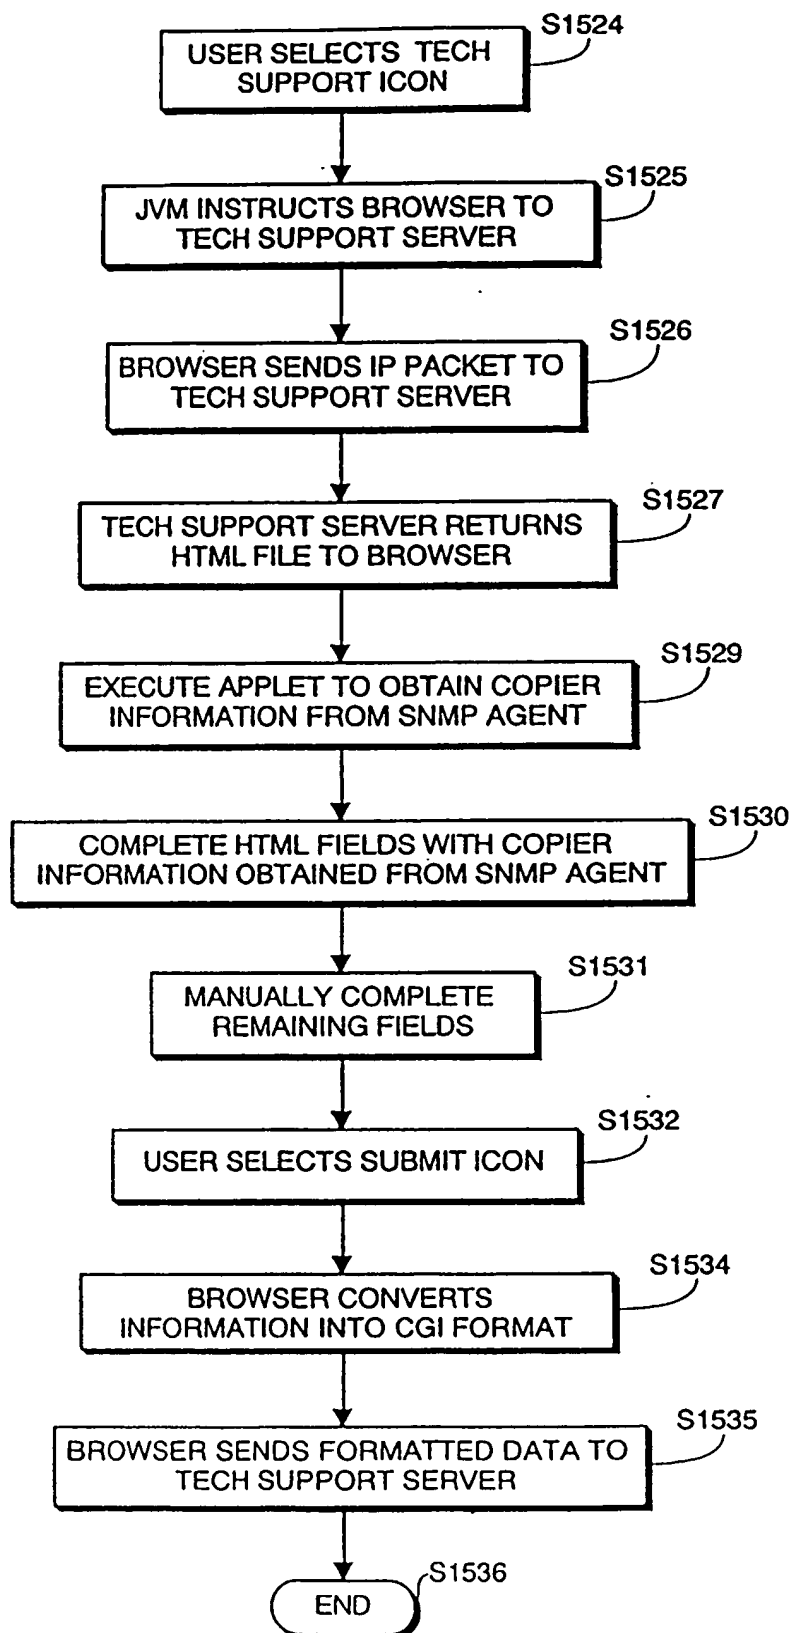 S1524
USER SELECTS TECH
SUPPORT ICON
S1525
JVM INSTRUCTS BROWSER TO
TECH SUPPORT SERVER
S1526
BROWSER SENDS IP PACKET TO
TECH SUPPORT SERVER
S1527
TECH SUPPORT SERVER RETURNS
HTML FILE TO BROWSER
S1529
EXECUTE APPLET TO OBTAIN COPIER
INFORMATION FROM SNMP AGENT
S1530
COMPLETE HTML FIELDS WITH COPIER
INFORMATION OBTAINED FROM SNMP AGENT
S1531
MANUALLY COMPLETE
REMAINING FIELDS
S1532
USER SELECTS SUBMIT ICON
S1534
BROWSER CONVERTS
INFORMATION INTO CGI FORMAT
S1535
BROWSER SENDS FORMATTED DATA TO
TECH SUPPORT SERVER
S1536
END